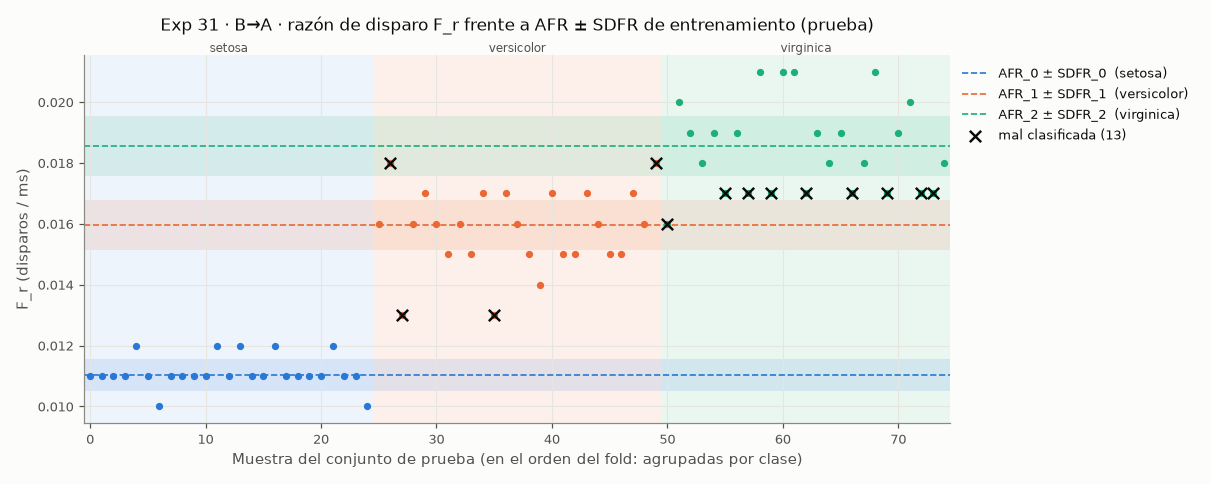 Exp 31 · B→A · razón de disparo F_r frente a AFR ± SDFR de entrenamiento (prueba)
setosa
versicolor
virginica
AFR_0 ± SDFR_0 (setosa)
AFR_1 ± SDFR_1 (versicolor)
AFR_2 ± SDFR_2 (virginica)
mal clasificada (13)
F_r (disparos / ms)
0.020
0.018
0.016
0.014
0.012
0.010
0
10
20
30
40
50
60
70
Muestra del conjunto de prueba (en el orden del fold: agrupadas por clase)